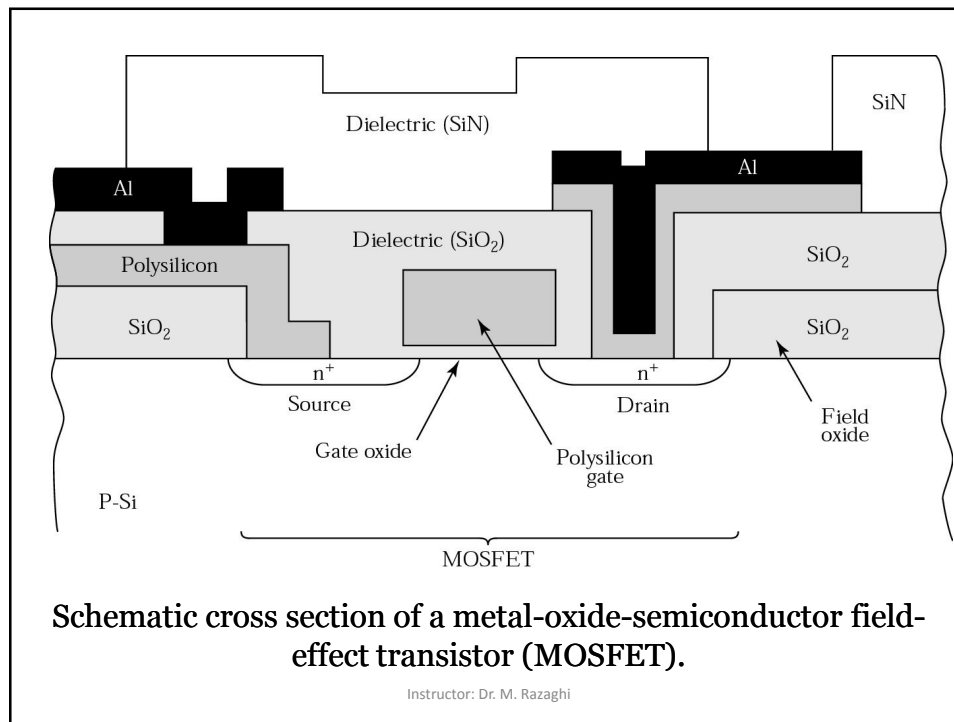 SiN
Dielectric (SiN)
Al
Al
Dielectric (SiO2)
SiO2
Polysilicon
SiO2
SiO2
n+
n+
Source
Drain
Gate oxide
Polysilicon
gate
Field
oxide
P-Si
MOSFET
Schematic cross section of a metal-oxide-semiconductor field-
effect transistor (MOSFET).
Instructor: Dr. M. Razaghi